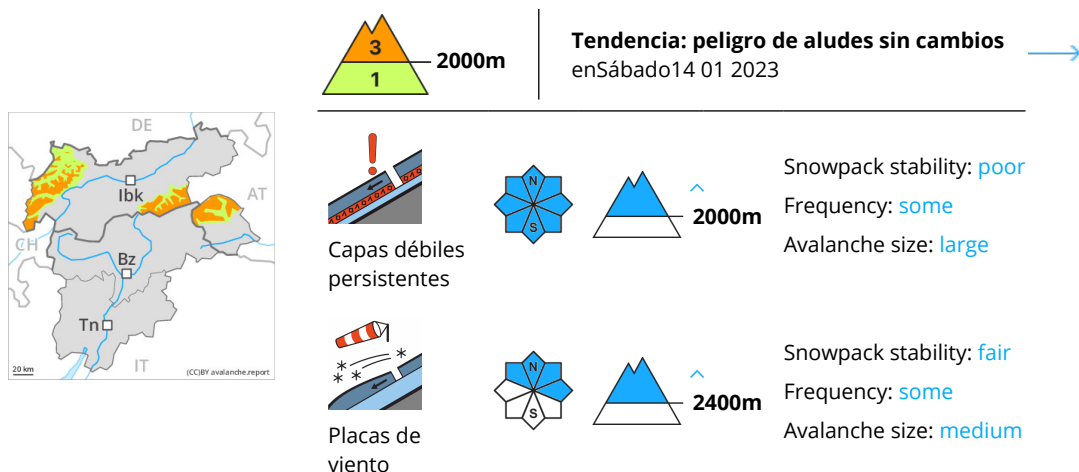 3
1
2000m
Tendencia: peligro de aludes sin cambios
enSábado14 01 2023
DE
Ibk
AT
CH
Bz
Tn
IT
20 km
(CC)BY avalanche.report
Capas débiles
persistentes
N
S
2000m
Snowpack stability: poor
Frequency: some
Avalanche size: large
Placas de
viento
N
S
2400m
Snowpack stability: fair
Frequency: some
Avalanche size: medium